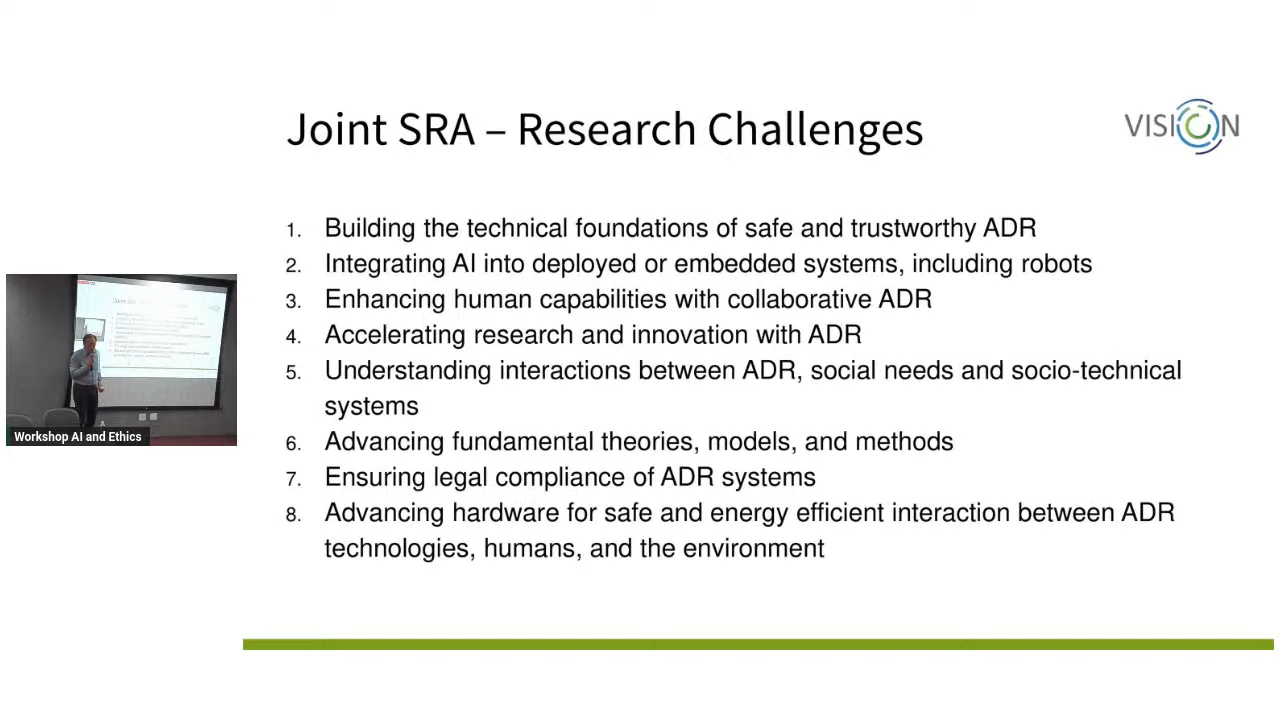 Joint SRA – Research Challenges
VISION
1. Building the technical foundations of safe and trustworthy ADR
2. Integrating AI into deployed or embedded systems, including robots
3. Enhancing human capabilities with collaborative ADR
4. Accelerating research and innovation with ADR
5. Understanding interactions between ADR, social needs and socio-technical
systems
6. Advancing fundamental theories, models, and methods
7. Ensuring legal compliance of ADR systems
8. Advancing hardware for safe and energy efficient interaction between ADR
technologies, humans, and the environment
Workshop AI and Ethics